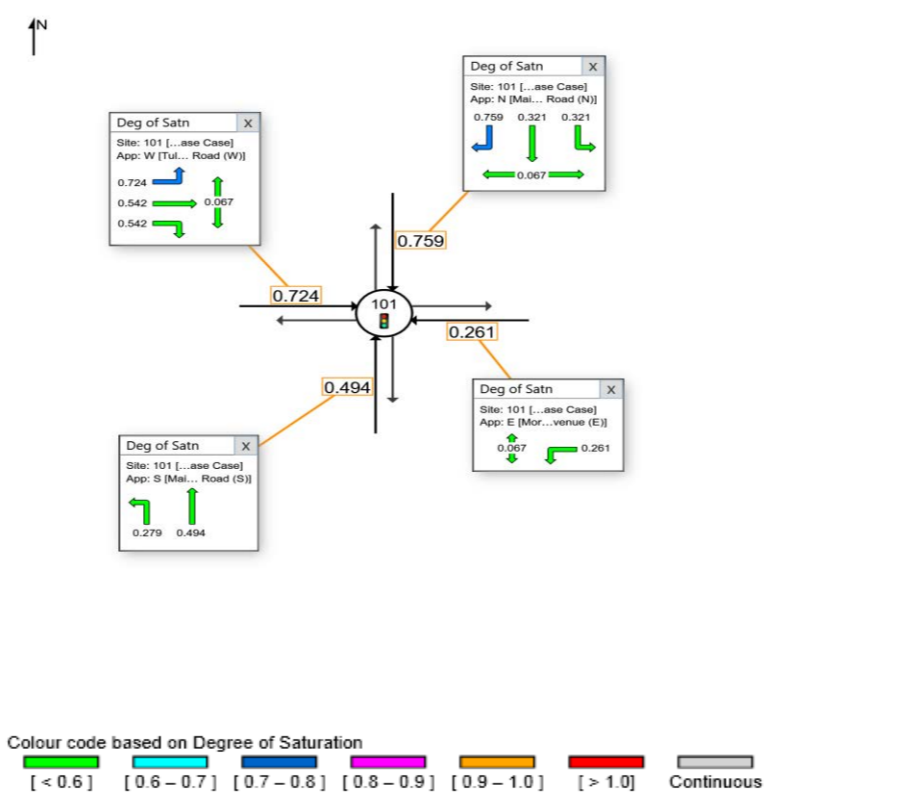 N
Deg of Satn X
Site: 101 [...ase Case]
App: N [Mai... Road (N)]
0.759 0.321 0.321
0.067
Deg of Satn X
Site: 101 [...ase Case]
App: W [Tul... Road (W)]
0.724
0.542 0.067
0.542
0.759
0.724
101
0.261
0.494
Deg of Satn X
Site: 101 [...ase Case]
App: E [Mor...venue (E)]
0.067 0.261
Deg of Satn X
Site: 101 [...ase Case]
App: S [Mai... Road (S)]
0.279 0.494
Colour code based on Degree of Saturation
[ < 0.6 ] [ 0.6 – 0.7 ] [ 0.7 – 0.8 ] [ 0.8 – 0.9 ] [ 0.9 – 1.0 ] [ > 1.0 ] Continuous